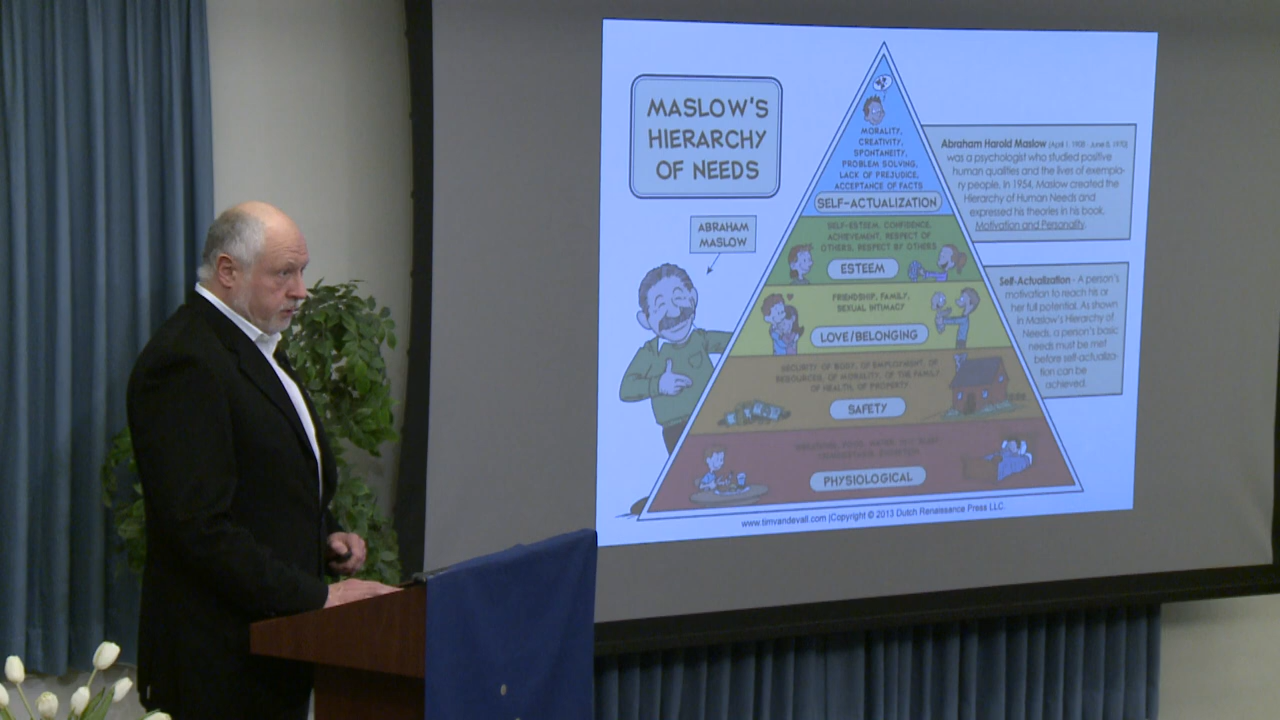 MASLOW'S
HIERARCHY
OF NEEDS
ABRAHAM
MASLOW
MORALITY,
CREATIVITY,
SPONTANEITY,
PROBLEM SOLVING,
LACK OF PREJUDICE,
ACCEPTANCE OF FACTS
SELF-ACTUALIZATION
SELF-ESTEEM, CONFIDENCE,
ACHIEVEMENT, RESPECT OF
OTHERS, RESPECT BY OTHERS
ESTEEM
FRIENDSHIP, FAMILY,
SEXUAL INTIMACY
LOVE/BELONGING
SECURITY OF BODY, OF EMPLOYMENT, OF
RESOURCES, OF MORALITY, OF THE FAMILY,
OF HEALTH, OF PROPERTY.
SAFETY
PHYSIOLOGICAL
Abraham Harold Maslow (April 1, 1908 - June 8, 1970)
was a psychologist who studied positive
human qualities and the lives of exempla-
ry people. In 1954, Maslow created the
Hierarchy of Human Needs and
expressed his theories in his book,
Motivation and Personality.
Self-Actualization - A person's
motivation to reach his or
her full potential. As shown
in Maslow's Hierarchy of
Needs, a person's basic
needs must be met
before self-actualiza-
tion can be
achieved.
www.timvandevall.com |Copyright © 2013 Dutch Renaissance Press LLC.